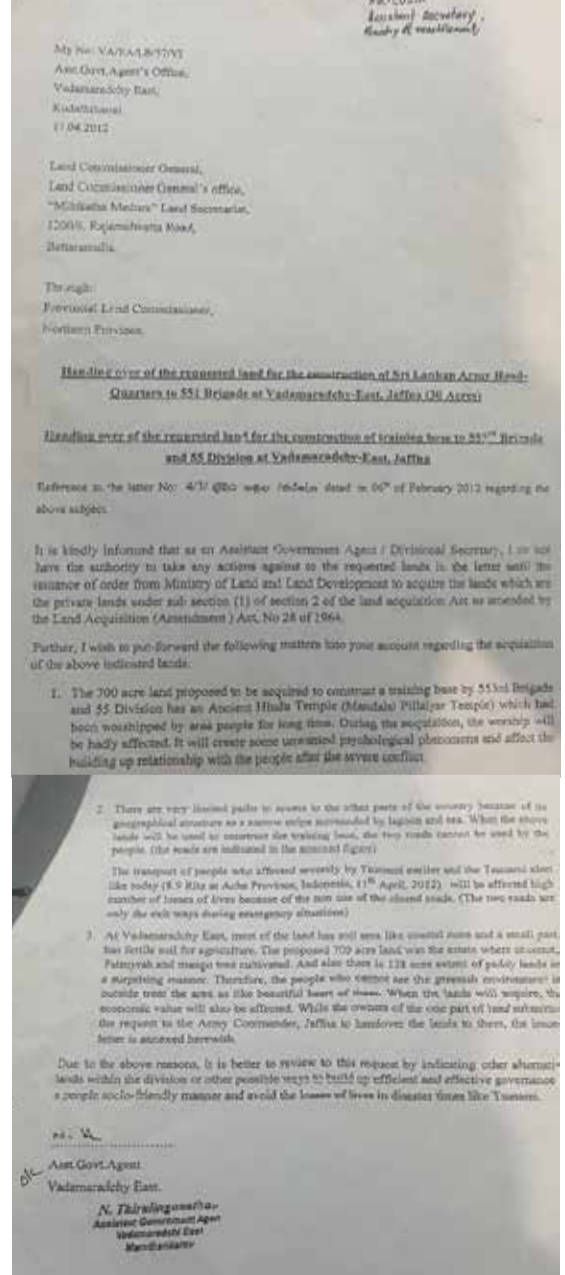 Assistant Secretary,
Ministry of resettlement
My No: VA/
Asst.Govt.Agent's Office,
Vadamaradchy East,
Kudaththanai
17.04.2012
Land Commissioner General,
Land Commissioner General's office,
"Mihikatha Medura" Land Secretariat,
1200/6, Rajamalwatta Road,
Battaramulla.
Through:
Provincial Land Commissioner,
Northern Province.
Handing over of the requested land for the construction of Sri Lankan Army Head-
Quarters to 551 Brigade at Vadamaradchy-East, Jaffna (30 Acres)
Handing over of the requested land for the construction of training base to 553rd Brigade
and 55 Division at Vadamaradchy-East, Jaffna
Reference to the letter No: 4/3/ dated in 06th of February 2012 regarding the
above subject.
It is kindly informed that as an Assistant Government Agent / Divisional Secretary, I do not
have the authority to take any actions against to the requested lands in the letter until the
issuance of order from Ministry of Land and Land Development to acquire the lands which are
the private lands under sub section (1) of section 2 of the land acquisition Act as amended by
the Land Acquisition (Amendment ) Act, No 28 of 1964.
Further, I wish to put-forward the following matters into your account regarding the acquisition
of the above indicated lands.
1. The 700 acre land proposed to be acquired to construct a training base by 553rd Brigade
and 55 Division has an Ancient Hindu Temple (Mandalai Pillaiyar Temple) which had
been worshipped by area people for long time. During the acquisition, the worship will
be badly affected. It will create some unwanted psychological phenomena and affect the
building up relationship with the people after the severe conflict.
2. There are very limited paths to access to the other parts of the country because of its
geographical structure as a narrow strips surrounded by lagoon and sea. When the above
lands will be used to construct the training base, the two roads cannot be used by the
people. (the roads are indicated in the annexed figure)
The transport of people who affected severely by Tsunami earlier and the Tsunami alert
like today (8.9 Rita at Ache Province, Indonesia, 11th April, 2012) will be affected high
number of losses of lives because of the non use of the closed roads. (The two roads are
only the exit ways during emergency situations)
3. At Vadamaradchy East, most of the land has soil area like coastal zone and a small part
has fertile soil for agriculture. The proposed 700 acre land was the estate where coconut,
Palmyrah and mango were cultivated. And also there is 128 acre extent of paddy lands in
a surprising manner. Therefore, the people who cannot see the greenish environment in
outside treat the area as like beautiful heart of them. When the lands will acquire, the
economic value will also be affected. While the owners of the one part of land submitted
the request to the Army Commander, Jaffna to handover the lands to them, the issue
letter is annexed herewith.
Due to the above reasons, it is better to review to this request by indicating other alternati
lands within the division or other possible ways to build up efficient and effective governance
a people socio-friendly manner and avoid the losses of lives in disaster times like Tsunami.
Asst Govt.Agent
Vadamaradchy East.
N. Thiralinganathan
Assistant Government Agent
Vadamaradchi East
Maruthankerny